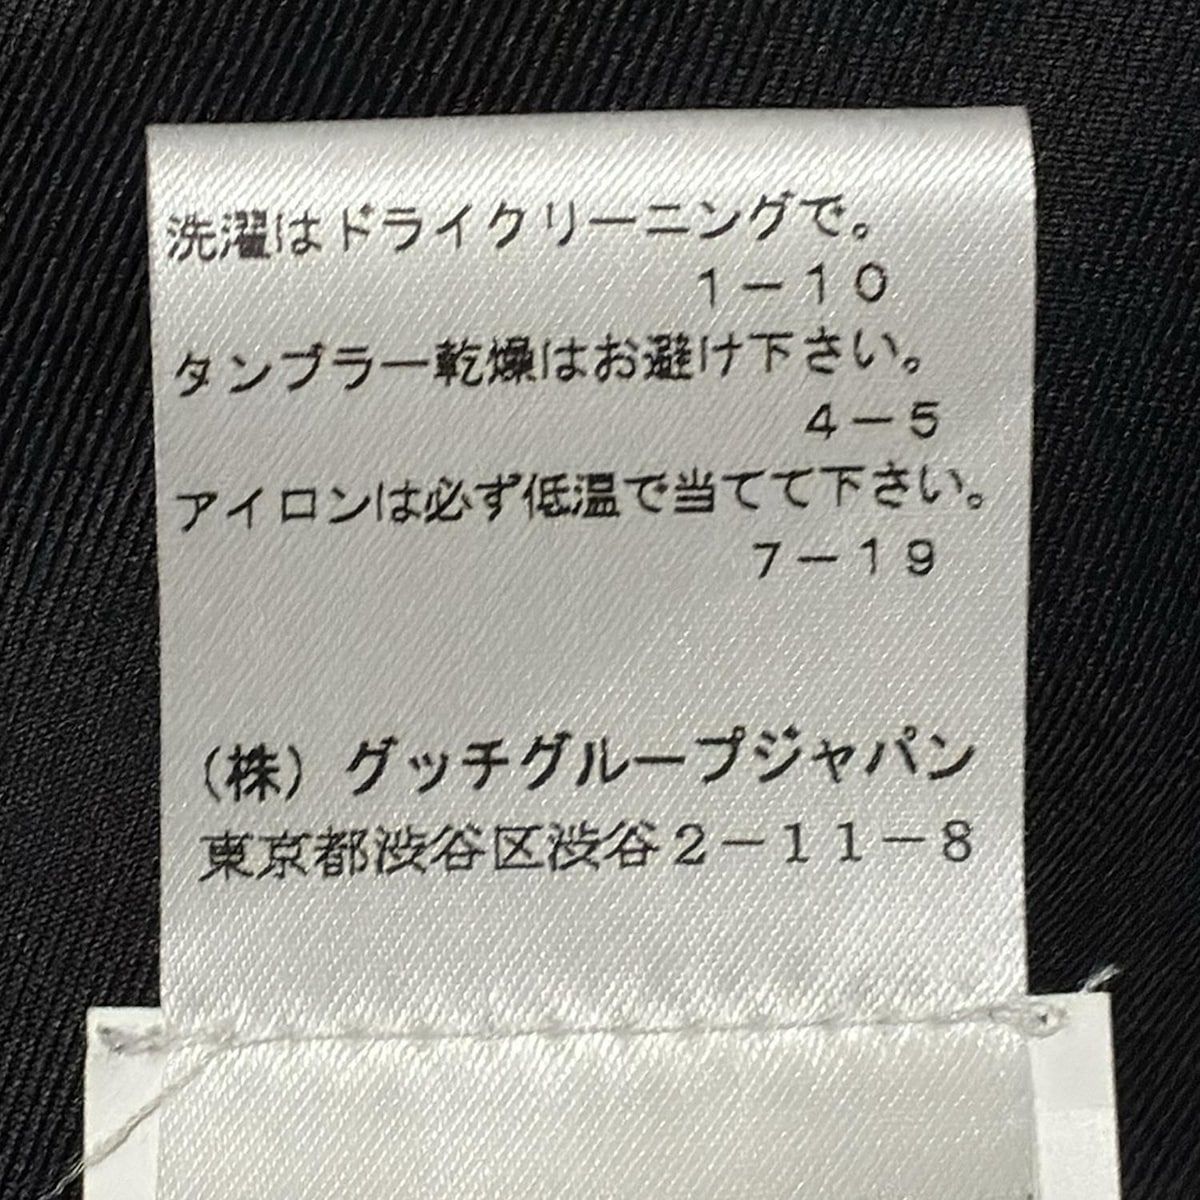 洗濯はドライクリーニングで。
１－１０
タンブラー乾燥はお避け下さい。
４－５
アイロンは必ず低温で当てて下さい。
７－１９
（株）グッチグループジャパン
東京都渋谷区渋谷２－１１－８